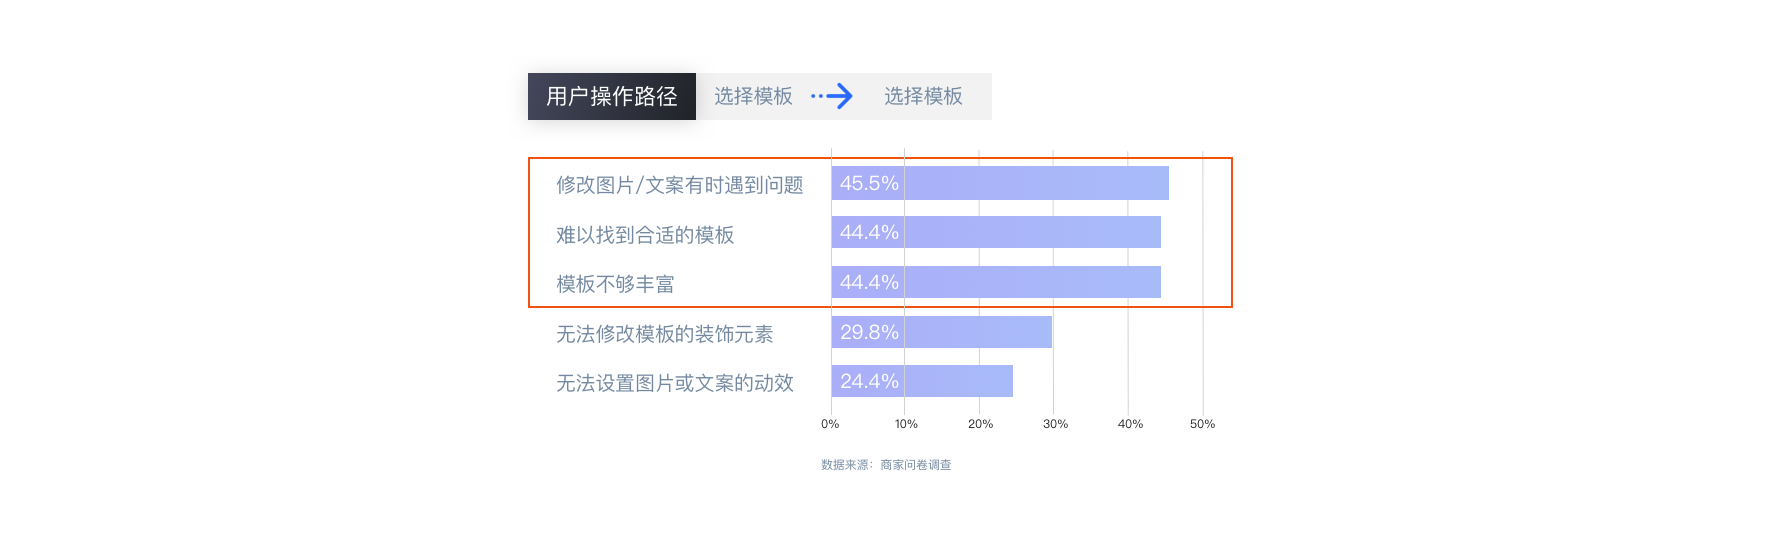 用户操作路径 选择模板 选择模板
修改图片/文案有时遇到问题 45.5%
难以找到合适的模板 44.4%
模板不够丰富 44.4%
无法修改模板的装饰元素 29.8%
无法设置图片或文案的动效 24.4%
0% 10% 20% 30% 40% 50%
数据来源：商家问卷调查